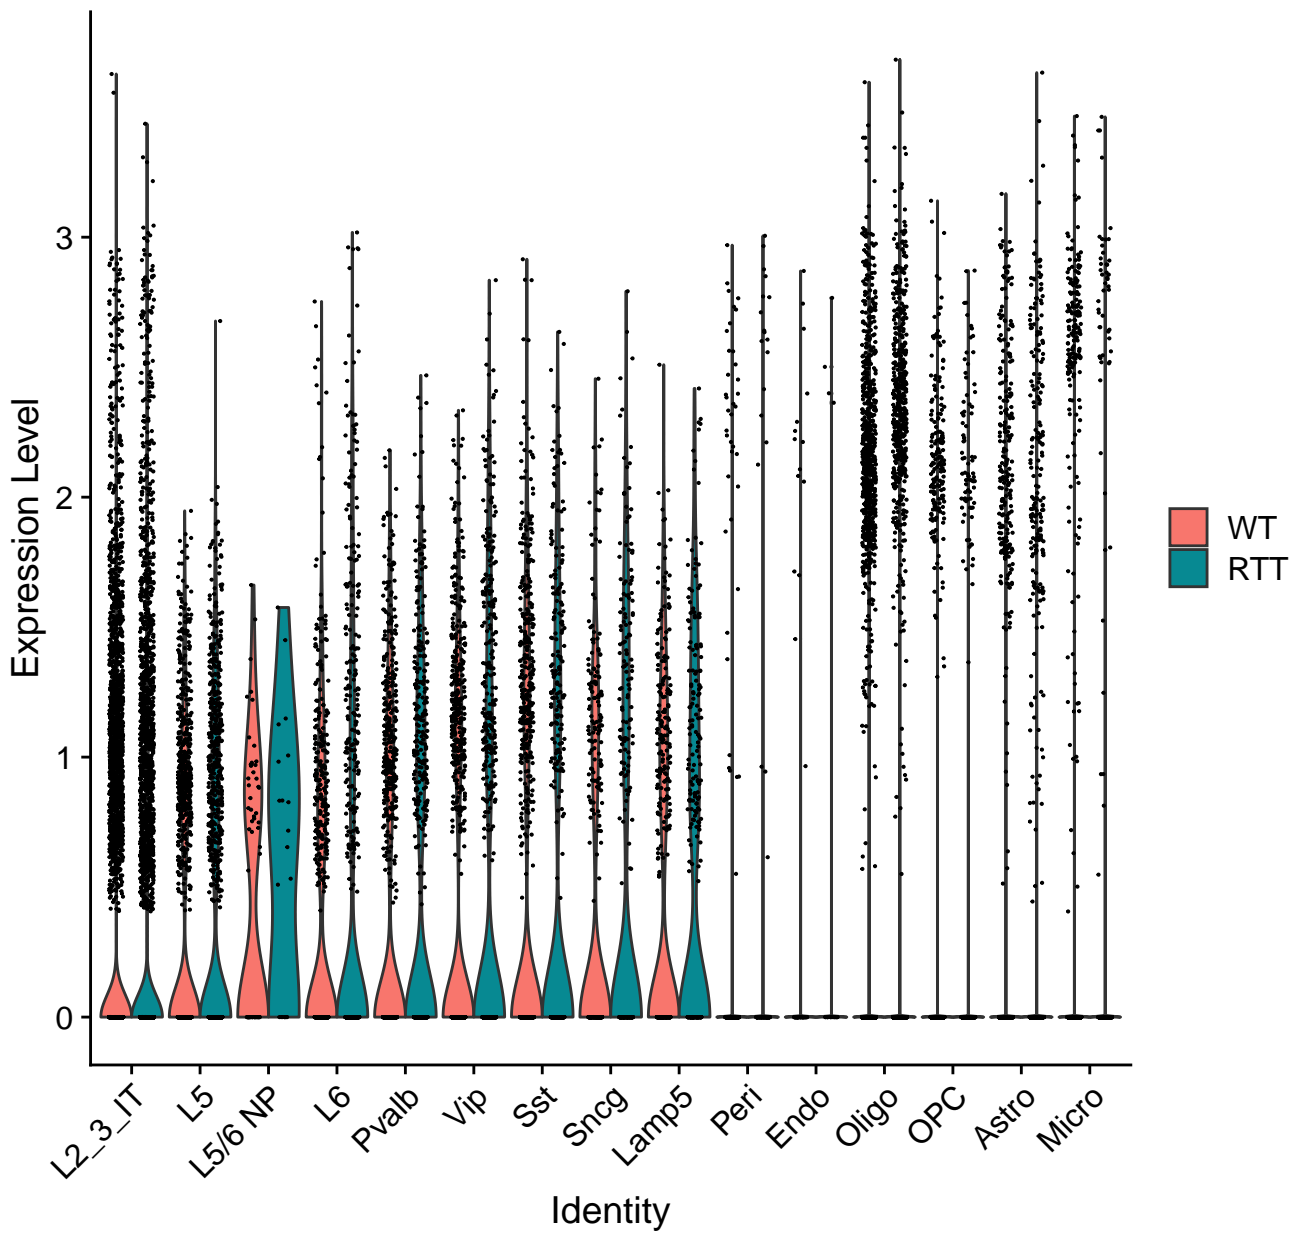 Expression Level
3
2
1
0
L2_3_IT
L5
L5/6 NP
L6
Pvalb
Vip
Sst
Sncg
Lamp5
Peri
Endo
Oligo
OPC
Astro
Micro
Identity
WT
RTT